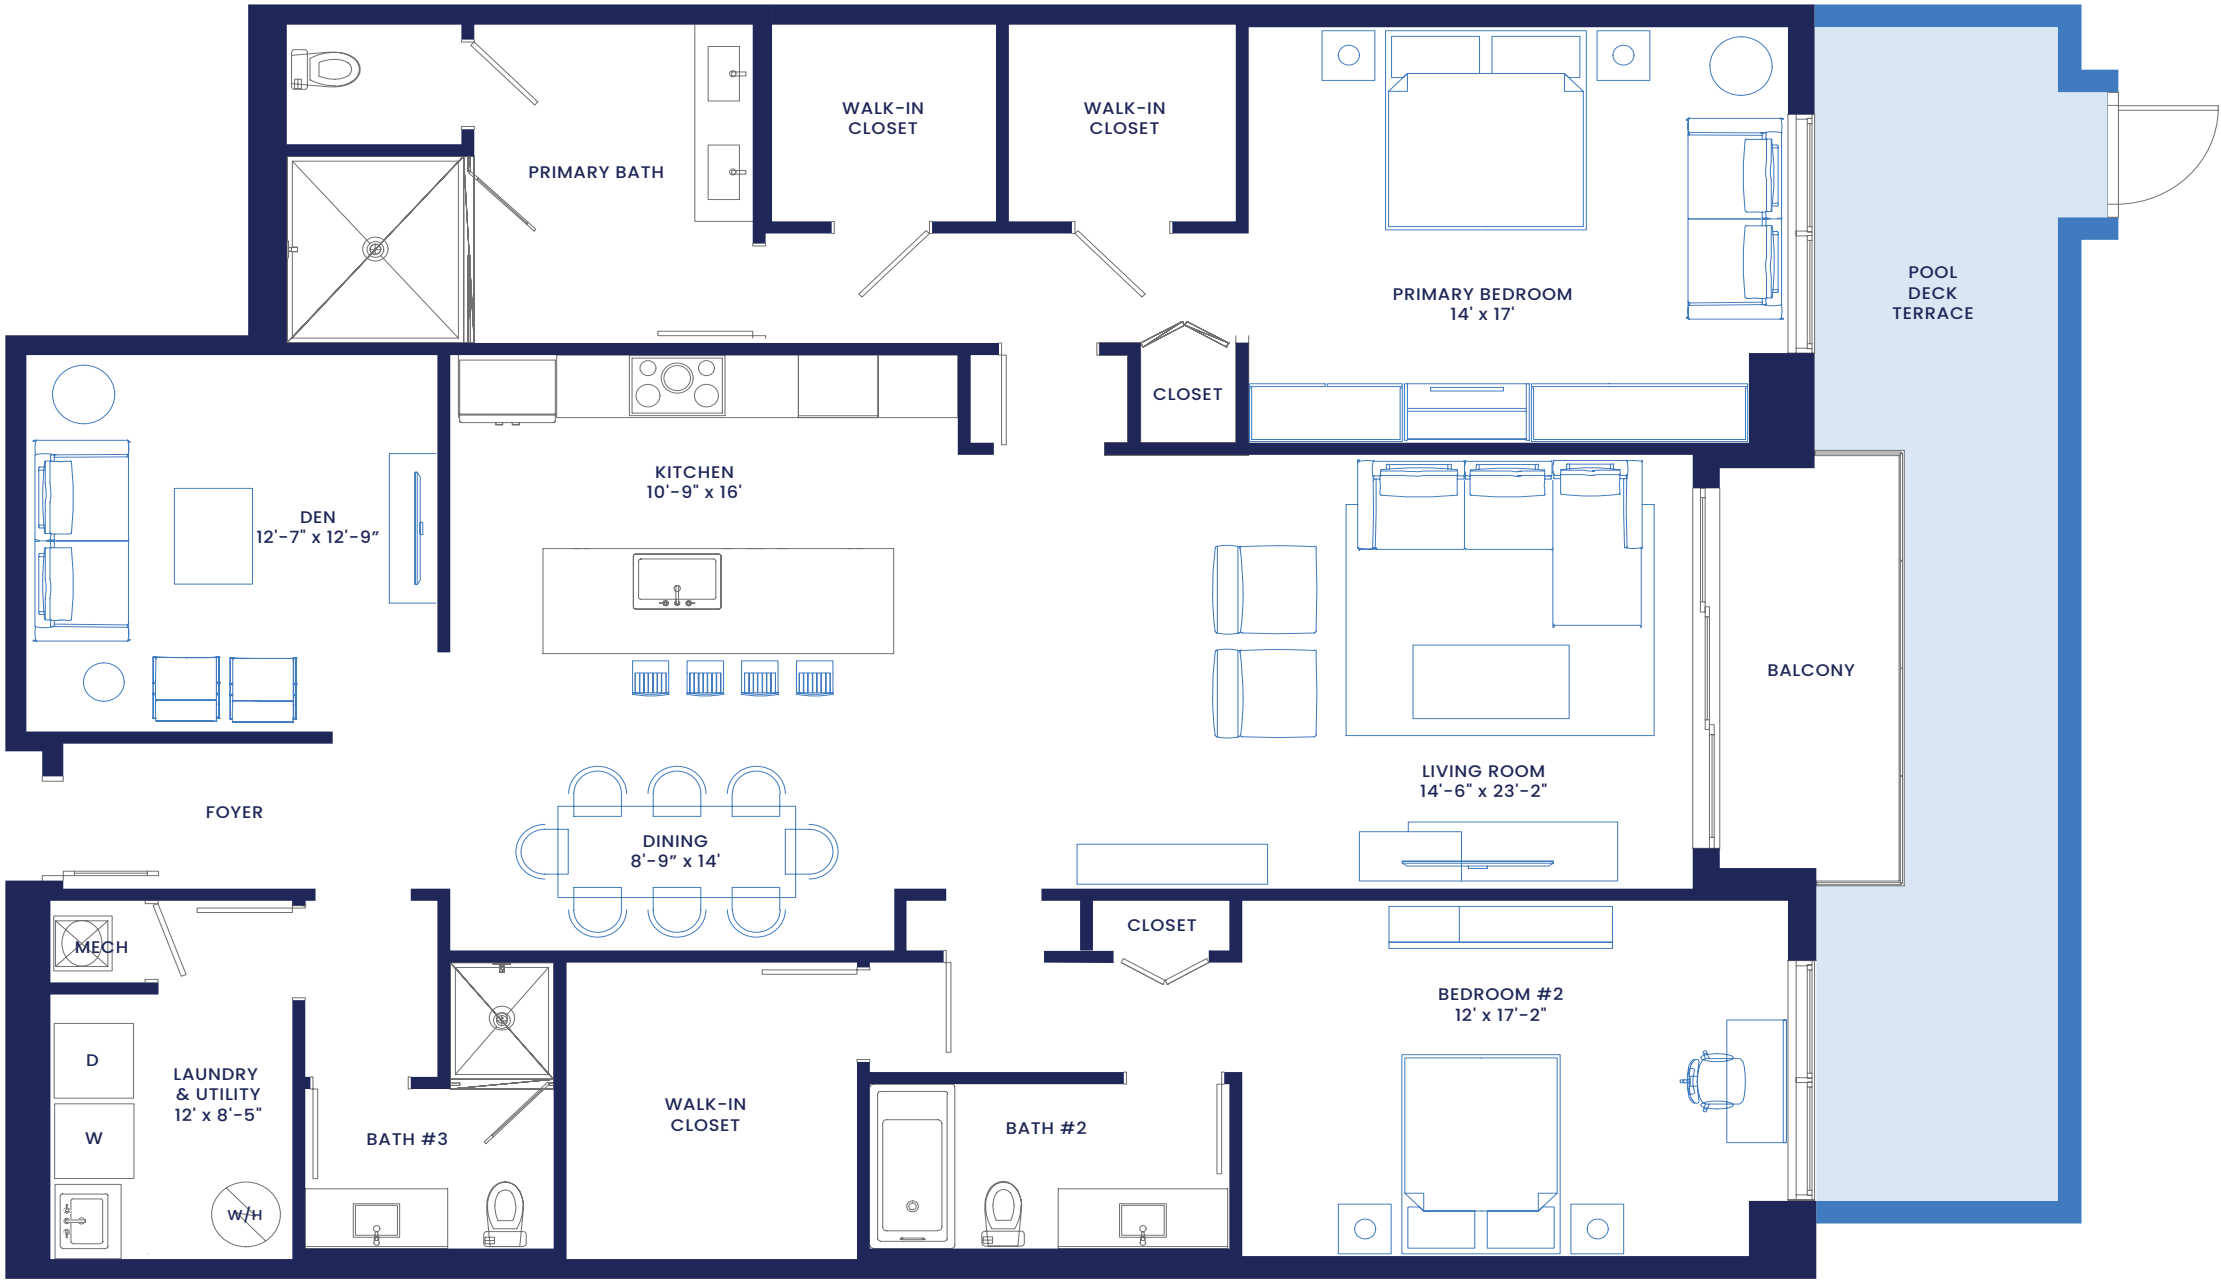 WALK-IN
CLOSET
WALK-IN
CLOSET
PRIMARY BATH
PRIMARY BEDROOM
14' x 17'
POOL
DECK
TERRACE
CLOSET
KITCHEN
10'-9" x 16'
DEN
12'-7" x 12'-9”
BALCONY
LIVING ROOM
14'-6" x 23'-2"
FOYER
DINING
8'-9” x 14'
CLOSET
MECH
BEDROOM #2
12' x 17'-2"
D
LAUNDRY
& UTILITY
12' x 8'-5"
WALK-IN
CLOSET
W
BATH #3
BATH #2
W/H